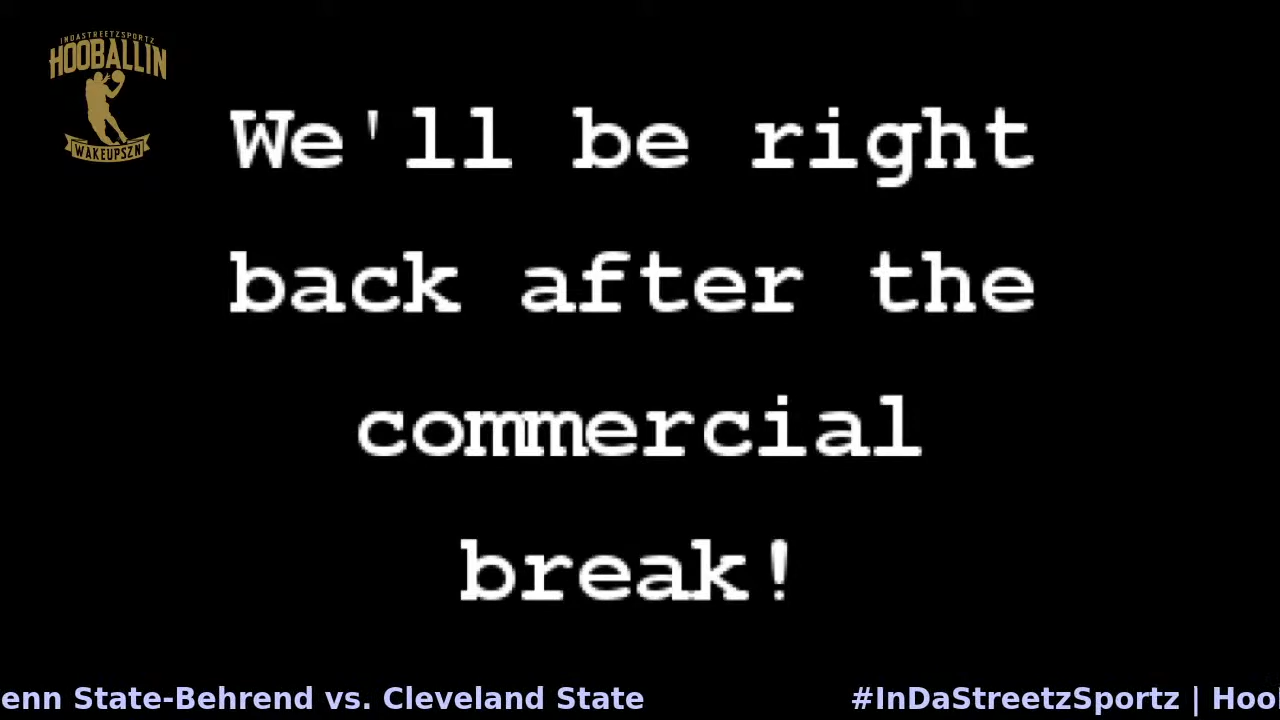 INDASTREETZSPORTZ
HOOBALLIN
WAKEUPSZN
We'll be right
back after the
commercial
break!
enn State-Behrend vs. Cleveland State #InDaStreetzSportz | Hoo